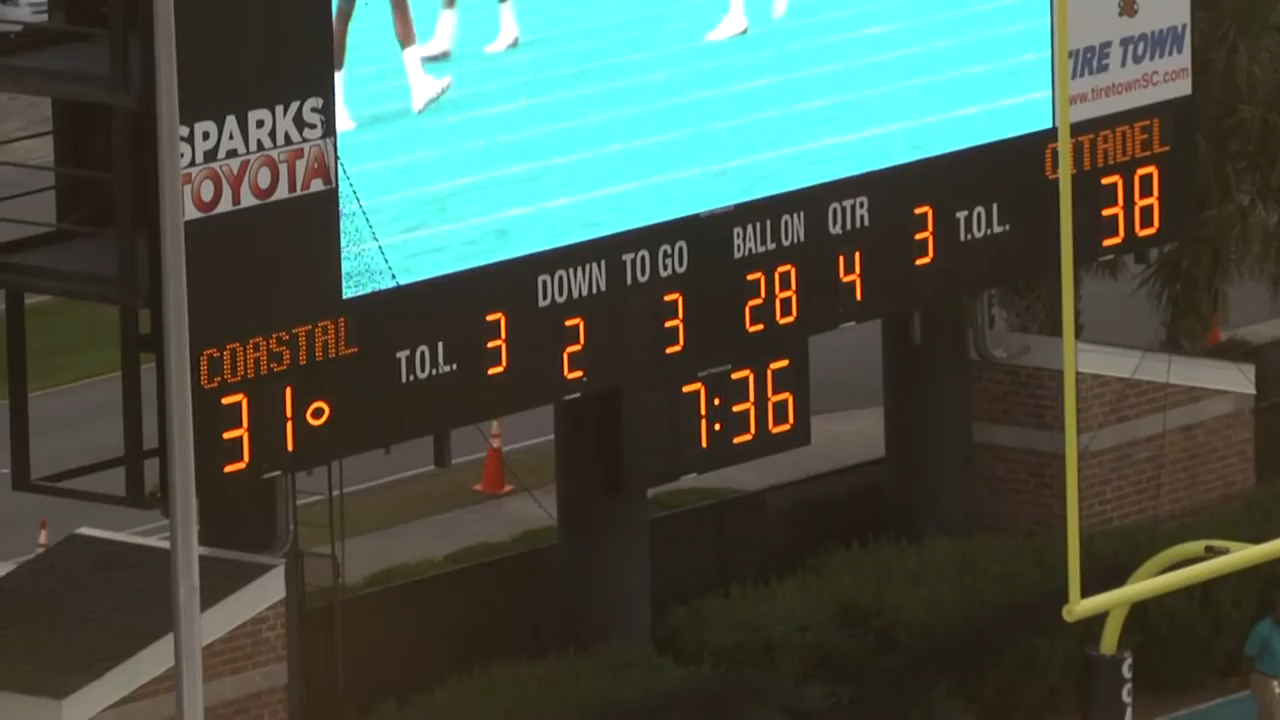 SPARKS
TOYOTA
TIRE TOWN
www.tiretownSC.com
CITADEL
38
DOWN TO GO BALL ON QTR 3 T.O.L.
COASTAL T.O.L. 3 2 3 28 4
31
7:36